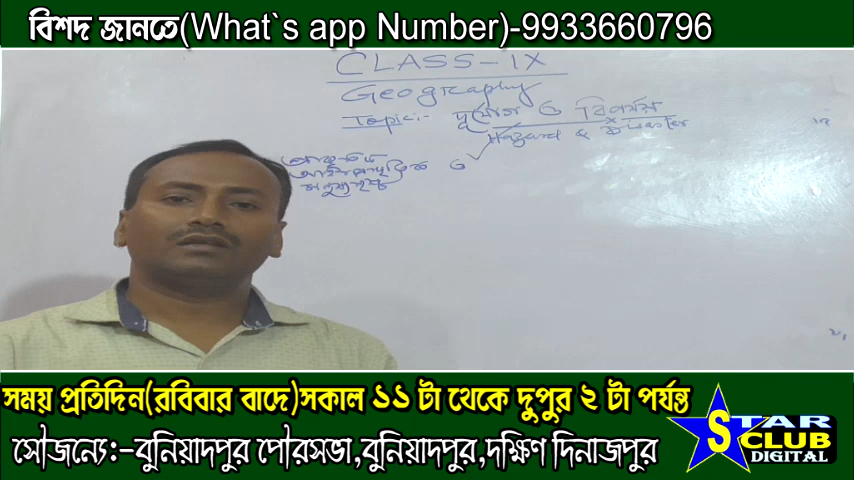 বিশদ জানতে(What`s app Number)-9933660796
CLASS-IX
Geography
Topic:- দুর্যোগ ও বিপর্যয়
Hazard & Disaster
ও
সময় প্রতিদিন(রবিবার বাদে)সকাল ১১ টা থেকে দুপুর ২ টা পর্যন্ত
সৌজন্যে:-বুনিয়াদপুর পৌরসভা,বুনিয়াদপুর,দক্ষিণ দিনাজপুর
STAR
CLUB
DIGITAL